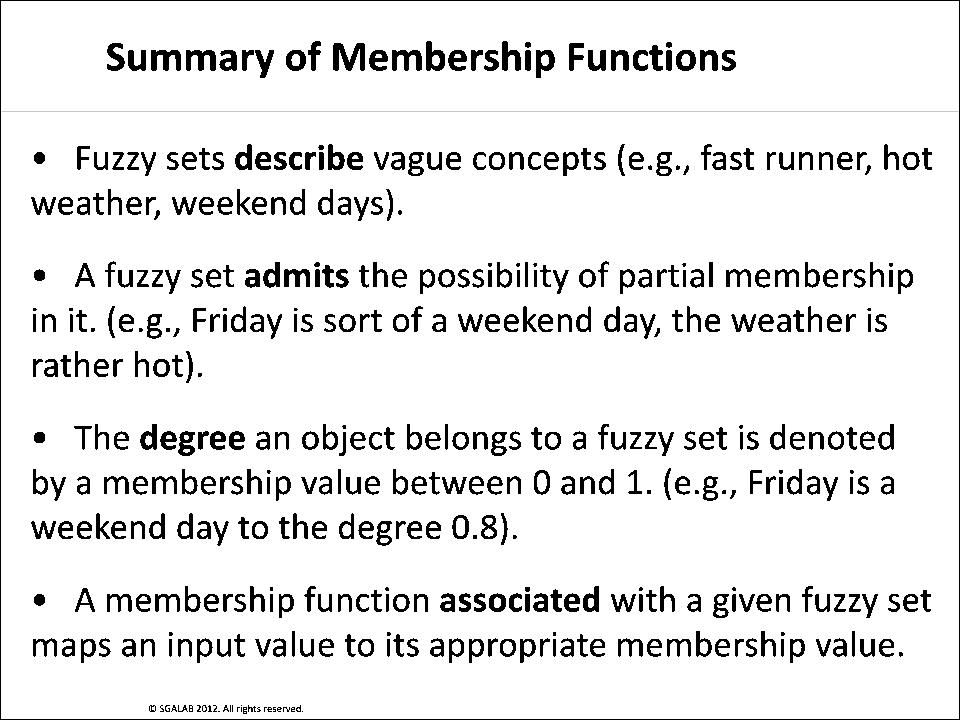 Summary of Membership Functions
• Fuzzy sets describe vague concepts (e.g., fast runner, hot
weather, weekend days).
• A fuzzy set admits the possibility of partial membership
in it. (e.g., Friday is sort of a weekend day, the weather is
rather hot).
• The degree an object belongs to a fuzzy set is denoted
by a membership value between 0 and 1. (e.g., Friday is a
weekend day to the degree 0.8).
• A membership function associated with a given fuzzy set
maps an input value to its appropriate membership value.
© SGALAB 2012. All rights reserved.